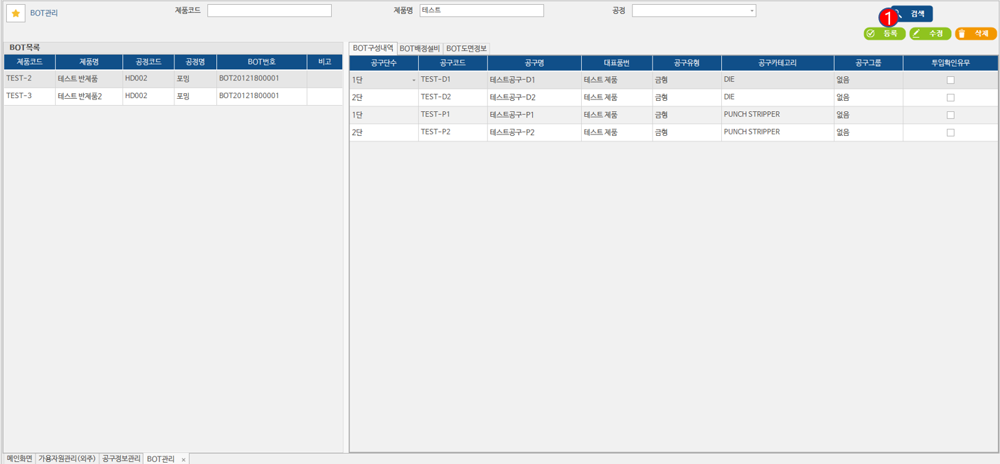 BOT관리 제품코드 제품명 테스트 공정 1 검색
등록 수정 삭제
BOT목록 BOT구성내역 BOT배정설비 BOT도면정보
제품코드 제품명 공정코드 공정명 BOT번호 비고
TEST-2 테스트 반제품 HD002 포밍 BOT20121800001
TEST-3 테스트 반제품2 HD002 포밍 BOT20121800001
공구단수 공구코드 공구명 대표품번 공구유형 공구카테고리 공구그룹 투입확인유무
1단 TEST-D1 테스트공구-D1 테스트 제품 금형 DIE 없음
2단 TEST-D2 테스트공구-D2 테스트 제품 금형 DIE 없음
1단 TEST-P1 테스트공구-P1 테스트 제품 금형 PUNCH STRIPPER 없음
2단 TEST-P2 테스트공구-P2 테스트 제품 금형 PUNCH STRIPPER 없음
메인화면 가용자원관리(외주) 공구정보관리 BOT관리 ×